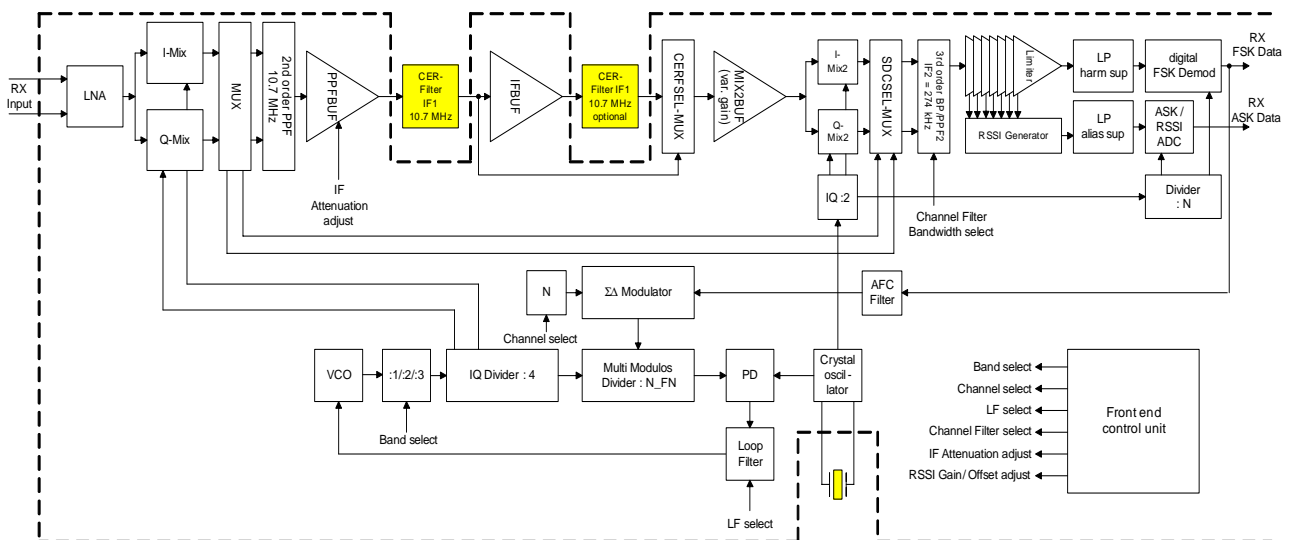 RX
Input
LNA
I-Mix
Q-Mix
MUX
2nd order PPF
10.7 MHz
PPFBUF
IF
Attenuation
adjust
CER-
Filter
IF1
10.7 MHz
IFBUF
CER-
Filter IF1
10.7 MHz
optional
CERFSEL-MUX
MIX2BUF
(var. gain)
I-
Mix2
Q-
Mix2
IQ :2
SDCSEL-MUX
3rd order BP/PPF2
IF2 = 274 kHz
Channel Filter
Bandwidth select
Limiter
RSSI Generator
LP
harm sup
LP
alias sup
digital
FSK Demod
ASK /
RSSI
ADC
Divider
: N
RX
FSK Data
RX
ASK Data
N
Channel select
ΣΔ Modulator
AFC
Filter
VCO
:1/:2/:3
Band select
IQ Divider : 4
Multi Modulos
Divider : N_FN
PD
Crystal
oscil -
lator
Loop
Filter
LF select
Band select
Channel select
LF select
Channel Filter select
IF Attenuation adjust
RSSI Gain/ Offset adjust
Front end
control unit